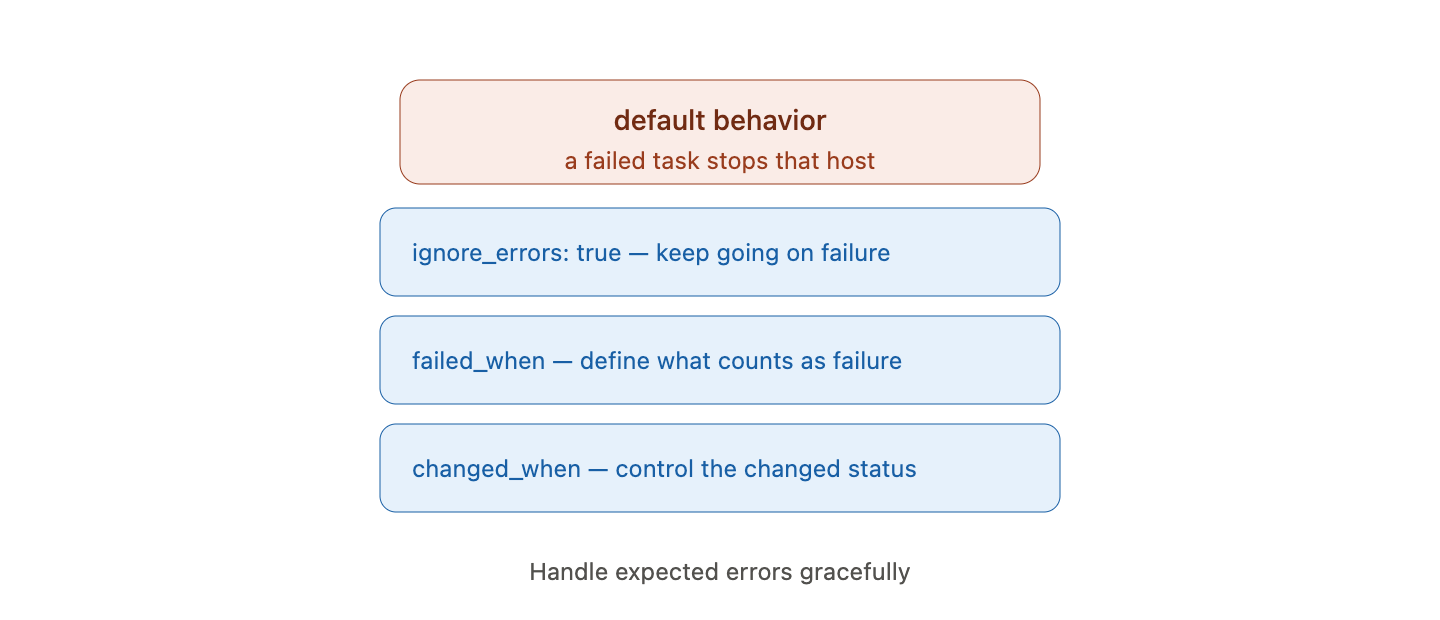 default behavior
a failed task stops that host
ignore_errors: true — keep going on failure
failed_when — define what counts as failure
changed_when — control the changed status
Handle expected errors gracefully